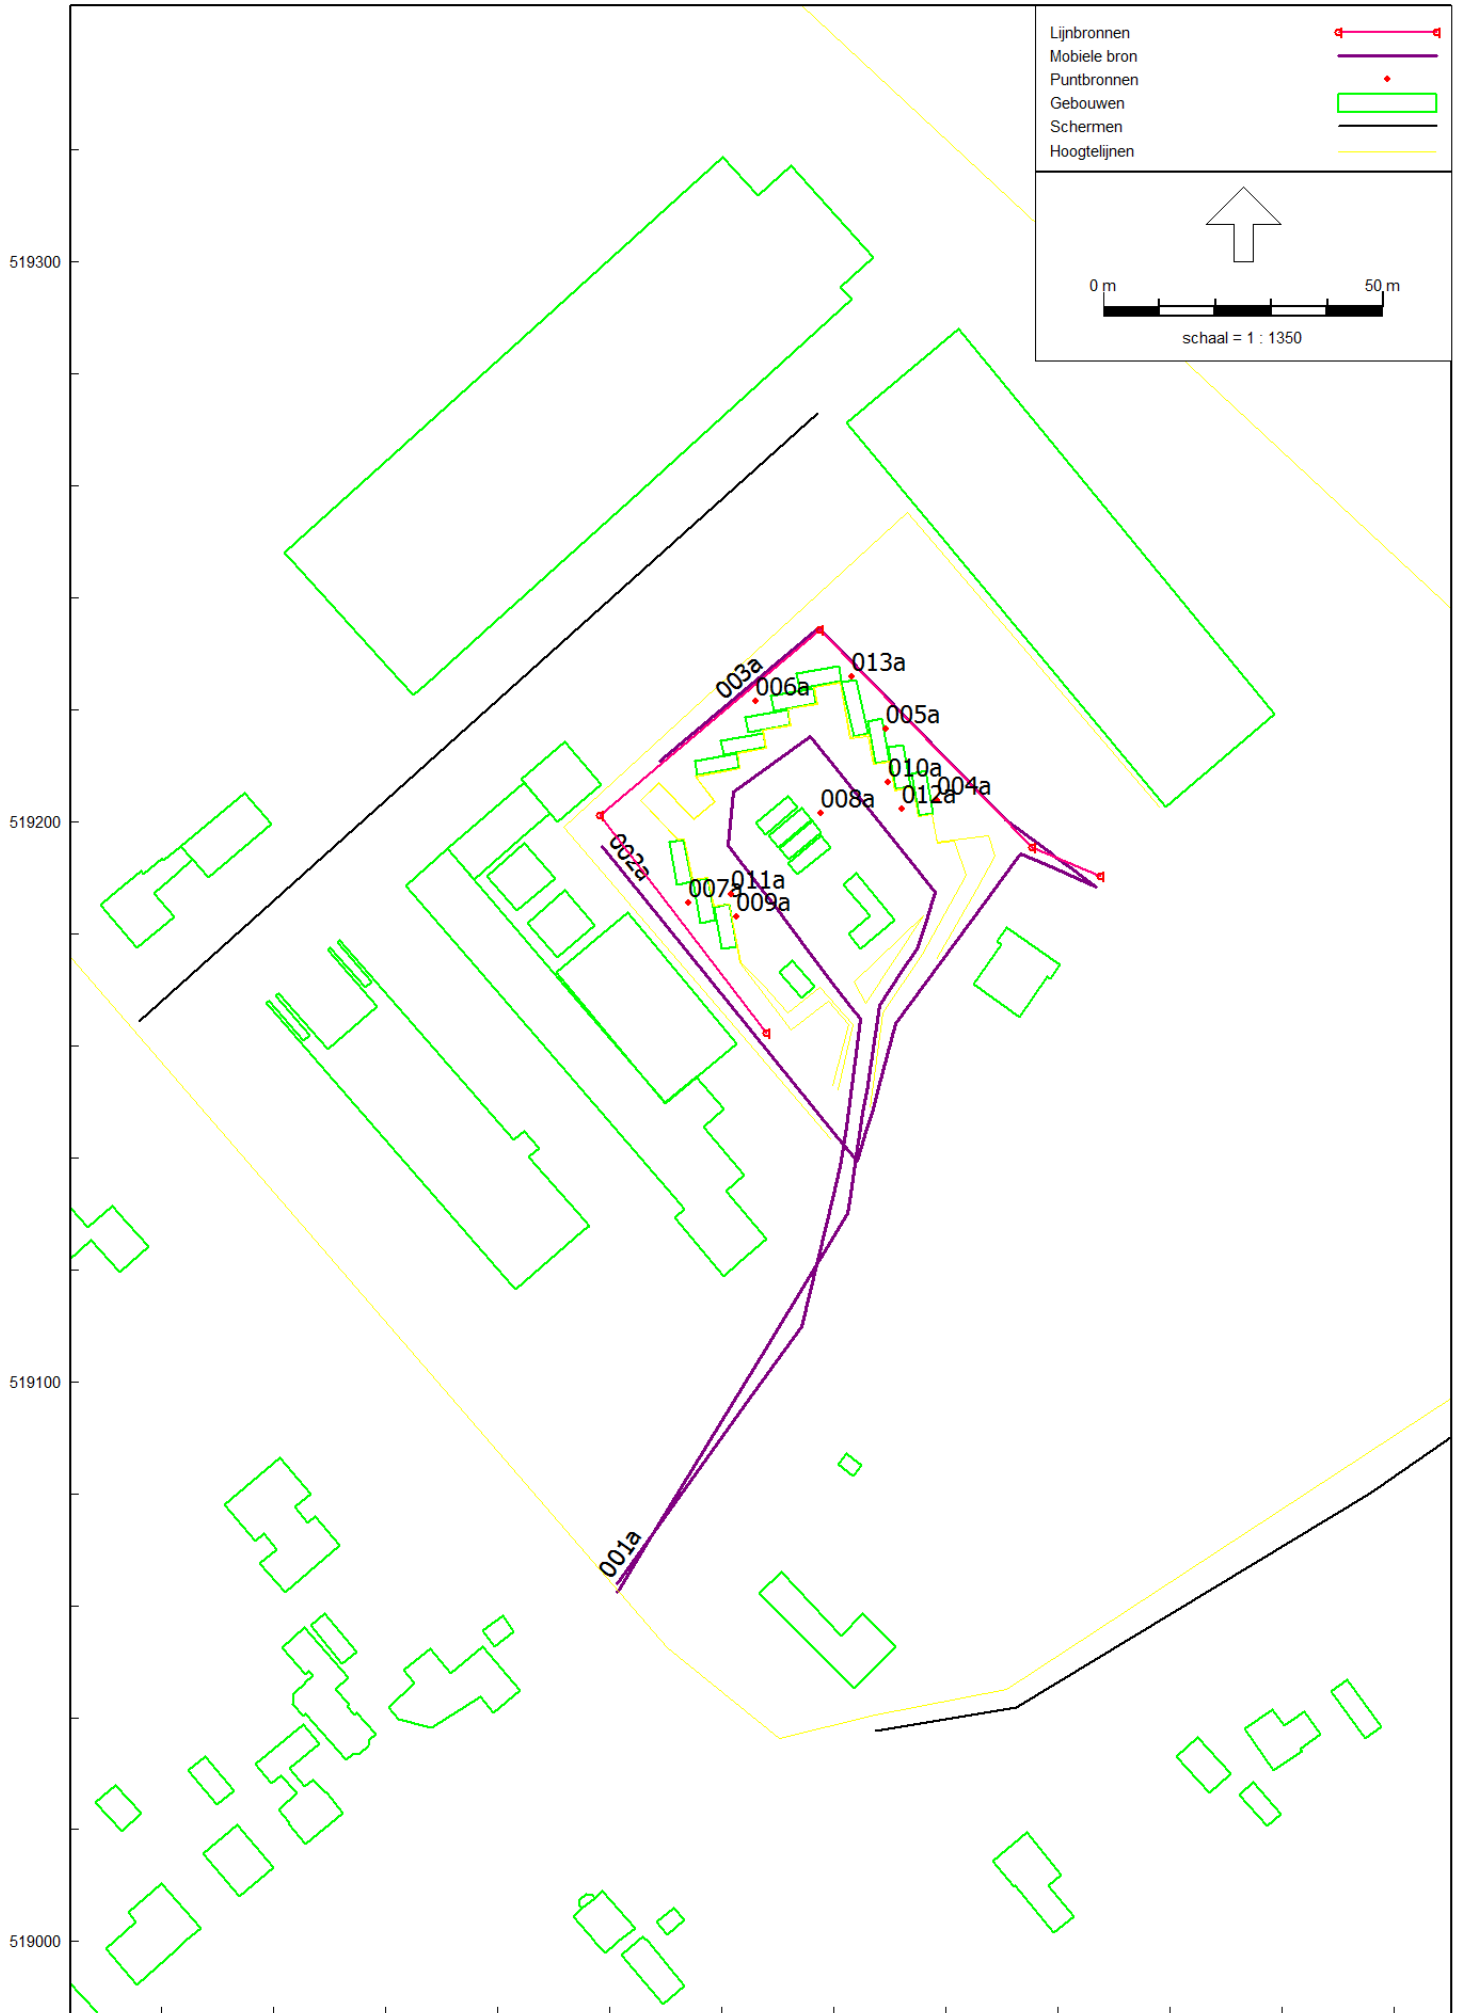 Lijnbronnen
Mobiele bron
Puntbronnen
Gebouwen
Schermen
Hoogtelijnen
0 m 50 m
schaal = 1 : 1350
519300
003a
013a
006a
005a
010a
004a
008a
012a
519200
002a
011a
007a
009a
519100
001a
519000